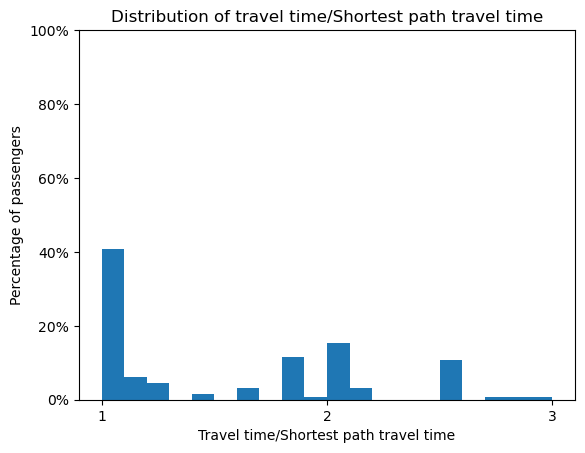 Distribution of travel time/Shortest path travel time
100%
80%
60%
40%
20%
0%
Percentage of passengers
1 2 3
Travel time/Shortest path travel time